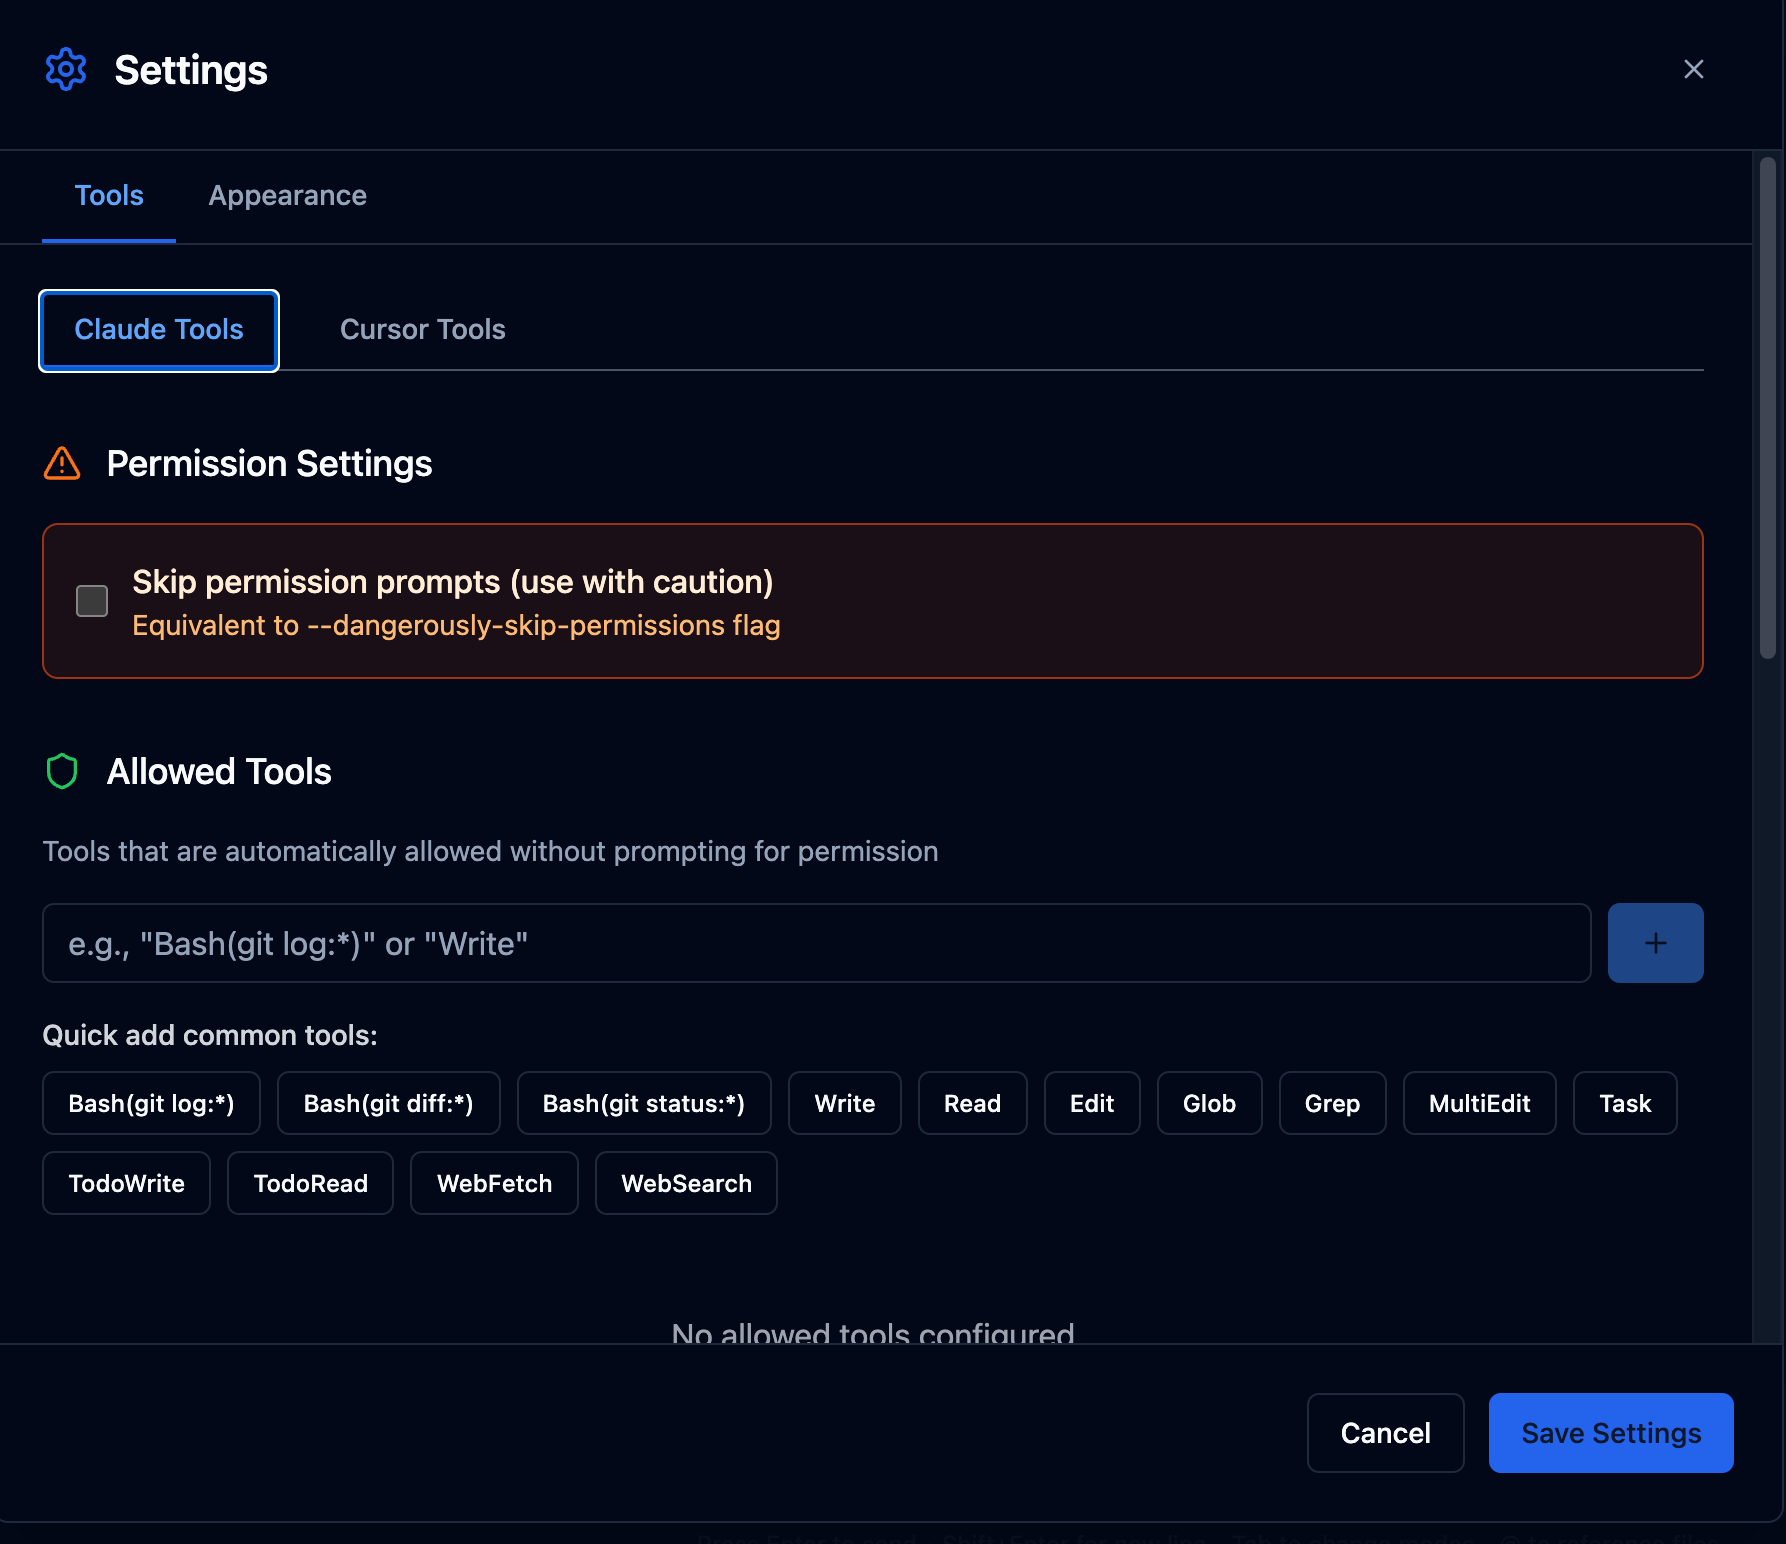 Settings
Tools Appearance
Claude Tools Cursor Tools
Permission Settings
Skip permission prompts (use with caution)
Equivalent to --dangerously-skip-permissions flag
Allowed Tools
Tools that are automatically allowed without prompting for permission
e.g., "Bash(git log:*)" or "Write"
+
Quick add common tools:
Bash(git log:*) Bash(git diff:*) Bash(git status:*) Write Read Edit Glob Grep MultiEdit Task
TodoWrite TodoRead WebFetch WebSearch
No allowed tools configured
Cancel Save Settings